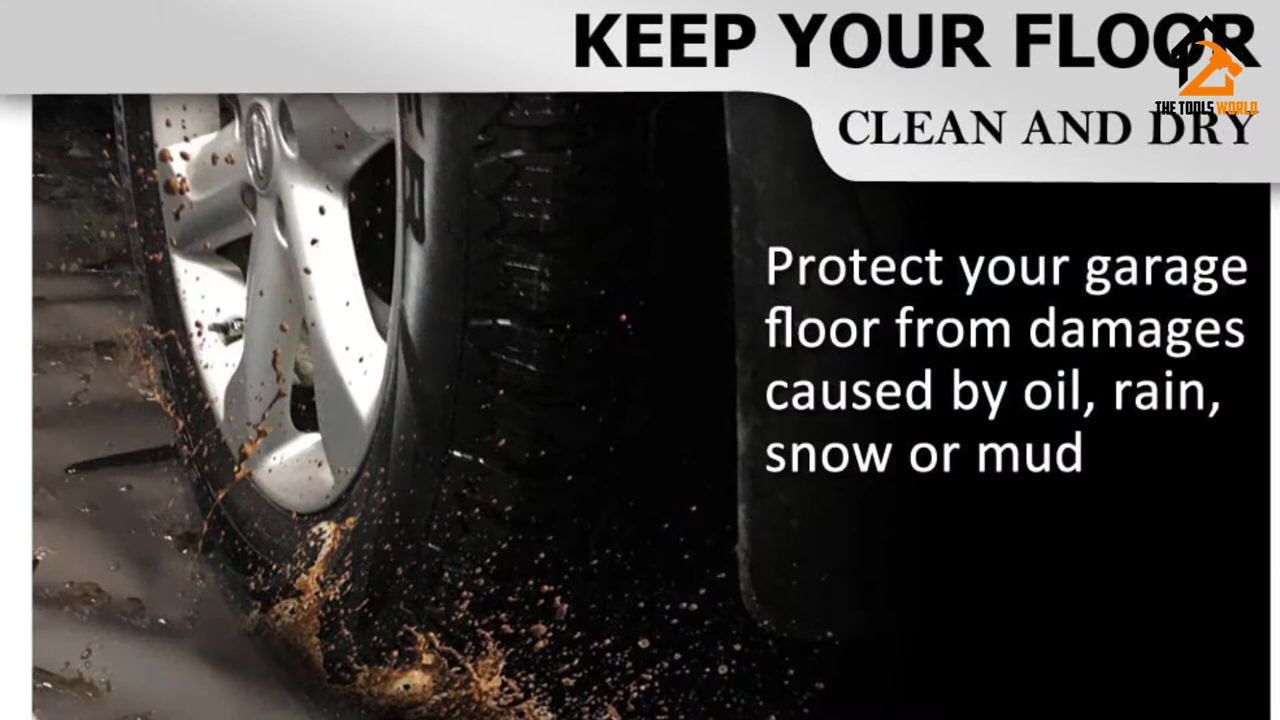 KEEP YOUR FLOOR
THE TOOLS WORLD
CLEAN AND DRY
Protect your garage
floor from damages
caused by oil, rain,
snow or mud